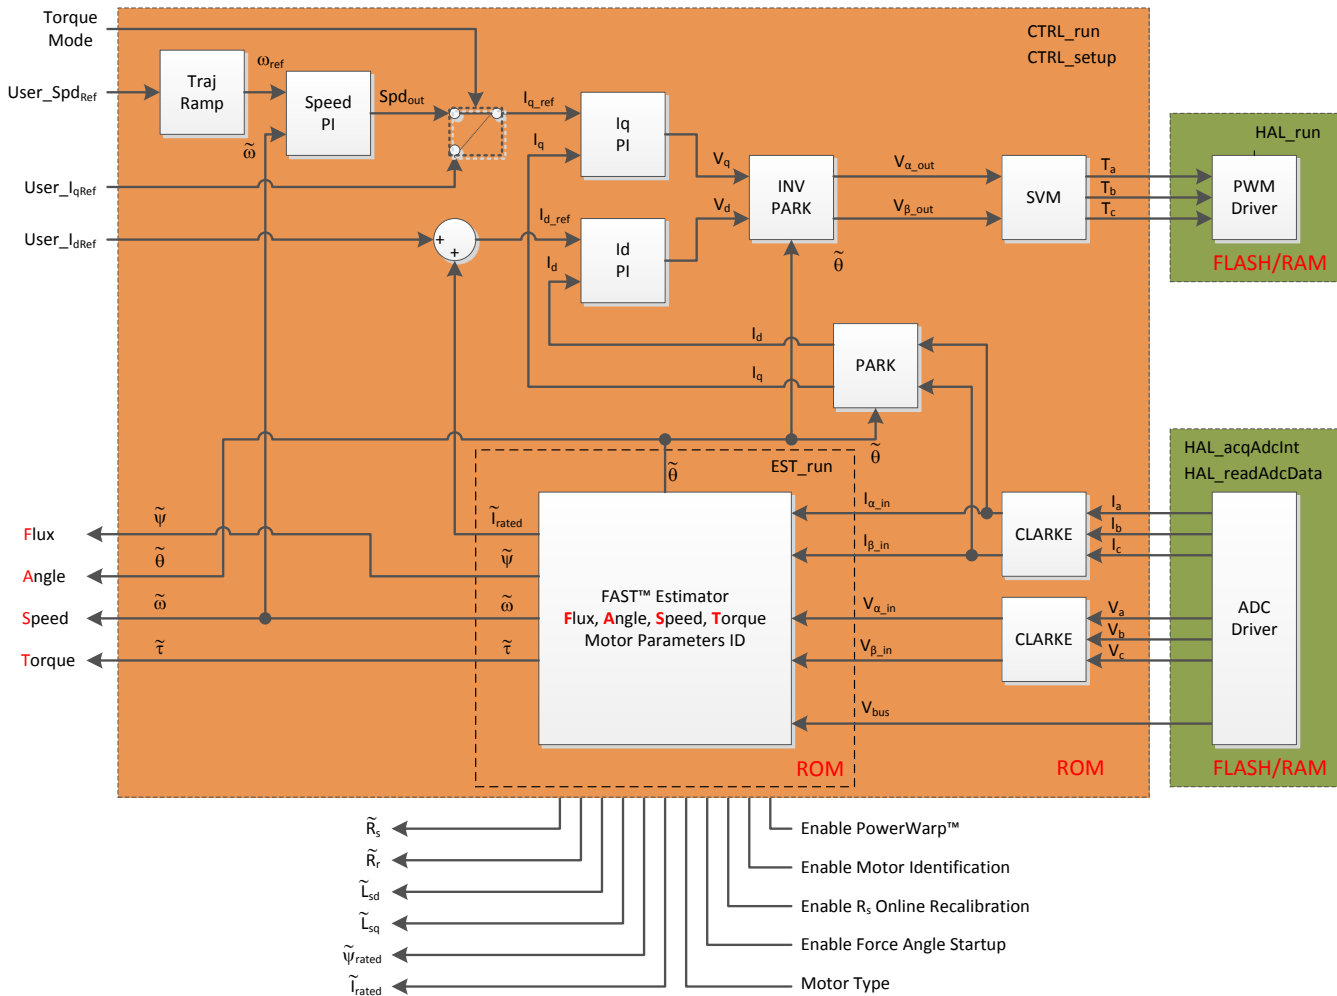 Torque
Mode
CTRL_run
CTRL_setup
User_SpdRef
Traj
Ramp
ωref
Speed
PI
Spdout
ω̃
Iq_ref
Iq
Iq
PI
Vq
Vd
INV
PARK
Vα_out
Vβ_out
SVM
Ta
Tb
Tc
HAL_run
PWM
Driver
FLASH/RAM
User_IqRef
User_IdRef
+
+
Id_ref
Id
Id
PI
θ̃
Id
Iq
PARK
θ̃
θ̃
EST_run
HAL_acqAdcInt
HAL_readAdcData
Flux
ψ̃
Angle
θ̃
Speed
ω̃
Torque
τ̃
Ĩrated
ψ̃
ω̃
τ̃
FAST™ Estimator
Flux, Angle, Speed, Torque
Motor Parameters ID
Iα_in
Iβ_in
Vα_in
Vβ_in
Vbus
CLARKE
CLARKE
Ia
Ib
Ic
Va
Vb
Vc
ADC
Driver
ROM
ROM
FLASH/RAM
R̃s
R̃r
L̃sd
L̃sq
ψ̃rated
Ĩrated
Enable PowerWarp™
Enable Motor Identification
Enable Rs Online Recalibration
Enable Force Angle Startup
Motor Type